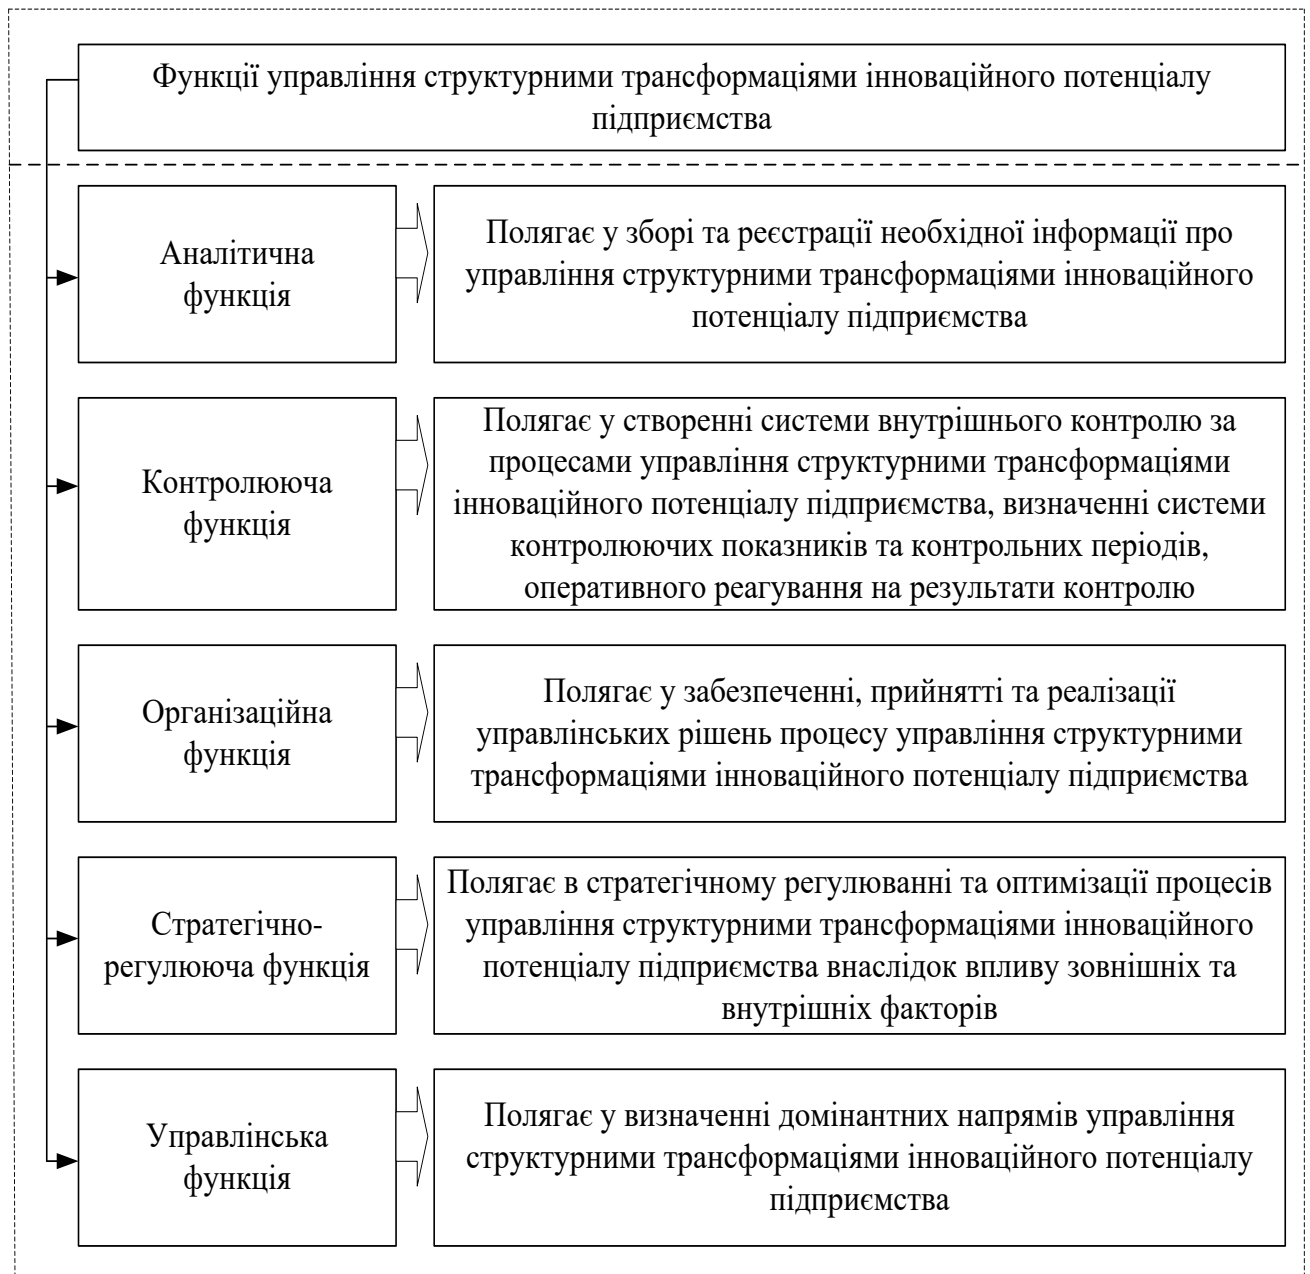 Функції управління структурними трансформаціями інноваційного потенціалу
підприємства
Аналітична
функція
Полягає у зборі та реєстрації необхідної інформації про
управління структурними трансформаціями інноваційного
потенціалу підприємства
Контролююча
функція
Полягає у створенні системи внутрішнього контролю за
процесами управління структурними трансформаціями
інноваційного потенціалу підприємства, визначенні системи
контролюючих показників та контрольних періодів,
оперативного реагування на результати контролю
Організаційна
функція
Полягає у забезпеченні, прийнятті та реалізації
управлінських рішень процесу управління структурними
трансформаціями інноваційного потенціалу підприємства
Стратегічно-
регулююча функція
Полягає в стратегічному регулюванні та оптимізації процесів
управління структурними трансформаціями інноваційного
потенціалу підприємства внаслідок впливу зовнішніх та
внутрішніх факторів
Управлінська
функція
Полягає у визначенні домінантних напрямів управління
структурними трансформаціями інноваційного потенціалу
підприємства